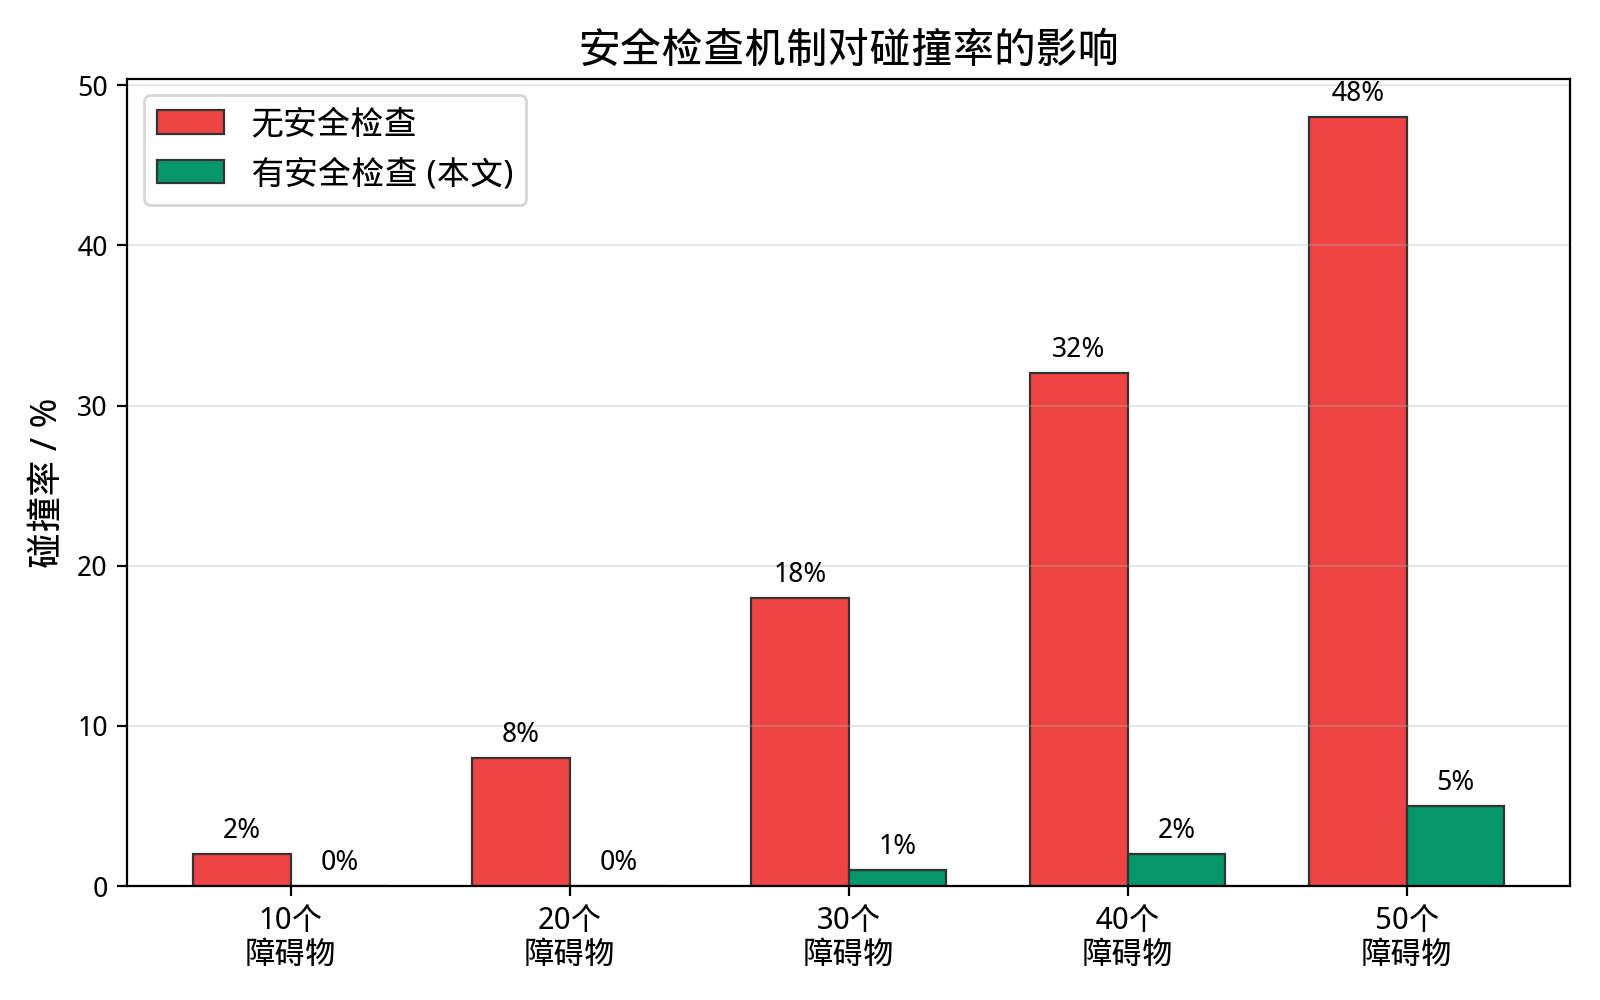 安全检查机制对碰撞率的影响
无安全检查
有安全检查 (本文)
碰撞率 / %
50
40
30
20
10
0
2%
0%
8%
0%
18%
1%
32%
2%
48%
5%
10个
障碍物
20个
障碍物
30个
障碍物
40个
障碍物
50个
障碍物